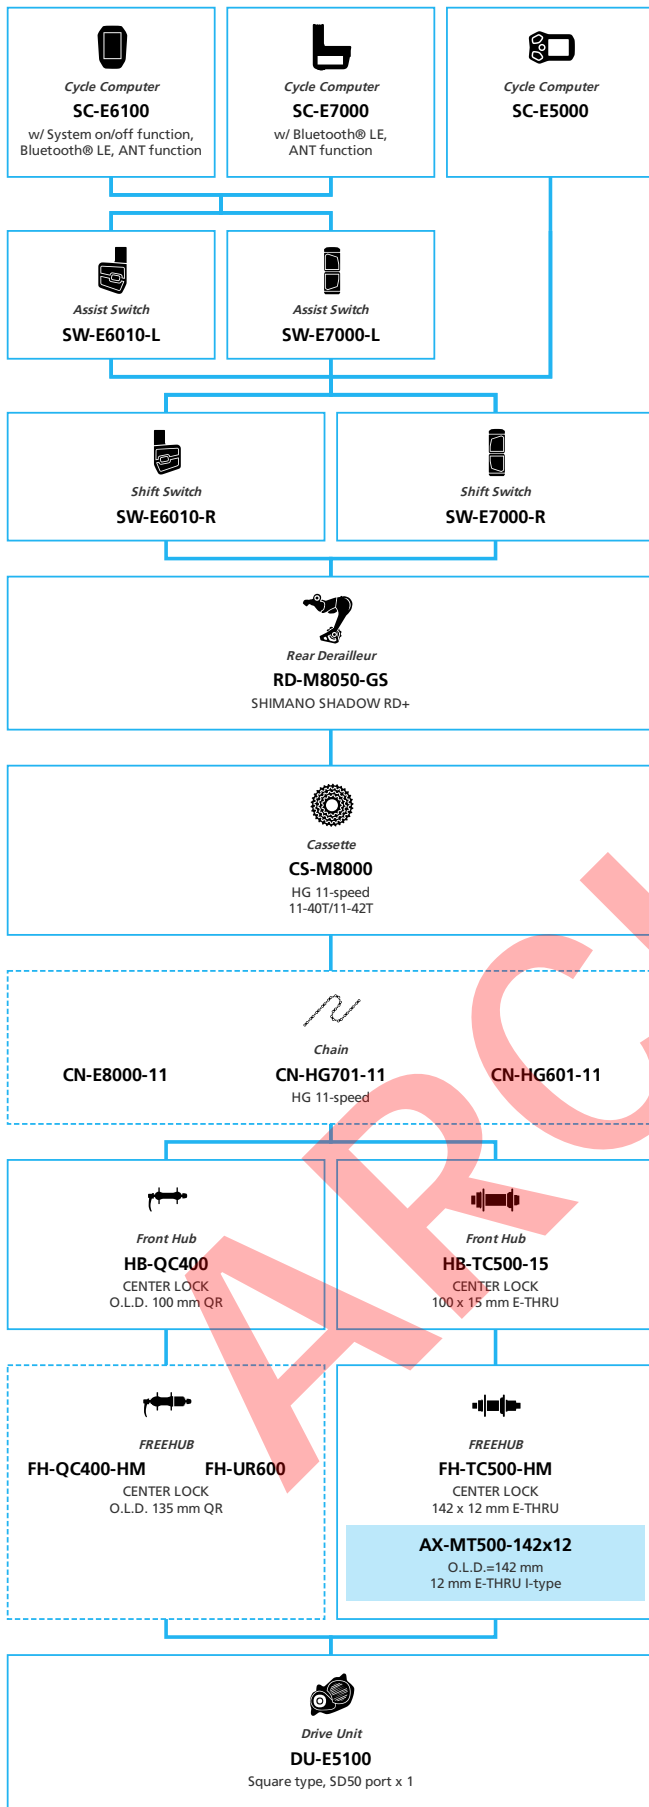 Cycle Computer
SC-E6100
w/ System on/off function,
Bluetooth® LE, ANT function
Cycle Computer
SC-E7000
w/ Bluetooth® LE,
ANT function
Cycle Computer
SC-E5000
Assist Switch
SW-E6010-L
Assist Switch
SW-E7000-L
Shift Switch
SW-E6010-R
Shift Switch
SW-E7000-R
Rear Derailleur
RD-M8050-GS
SHIMANO SHADOW RD+
Cassette
CS-M8000
HG 11-speed
11-40T/11-42T
Chain
CN-E8000-11 CN-HG701-11 CN-HG601-11
HG 11-speed
Front Hub
HB-QC400
CENTER LOCK
O.L.D. 100 mm QR
Front Hub
HB-TC500-15
CENTER LOCK
100 x 15 mm E-THRU
FREEHUB
FH-QC400-HM FH-UR600
CENTER LOCK
O.L.D. 135 mm QR
FREEHUB
FH-TC500-HM
CENTER LOCK
142 x 12 mm E-THRU
AX-MT500-142x12
O.L.D.=142 mm
12 mm E-THRU I-type
Drive Unit
DU-E5100
Square type, SD50 port x 1